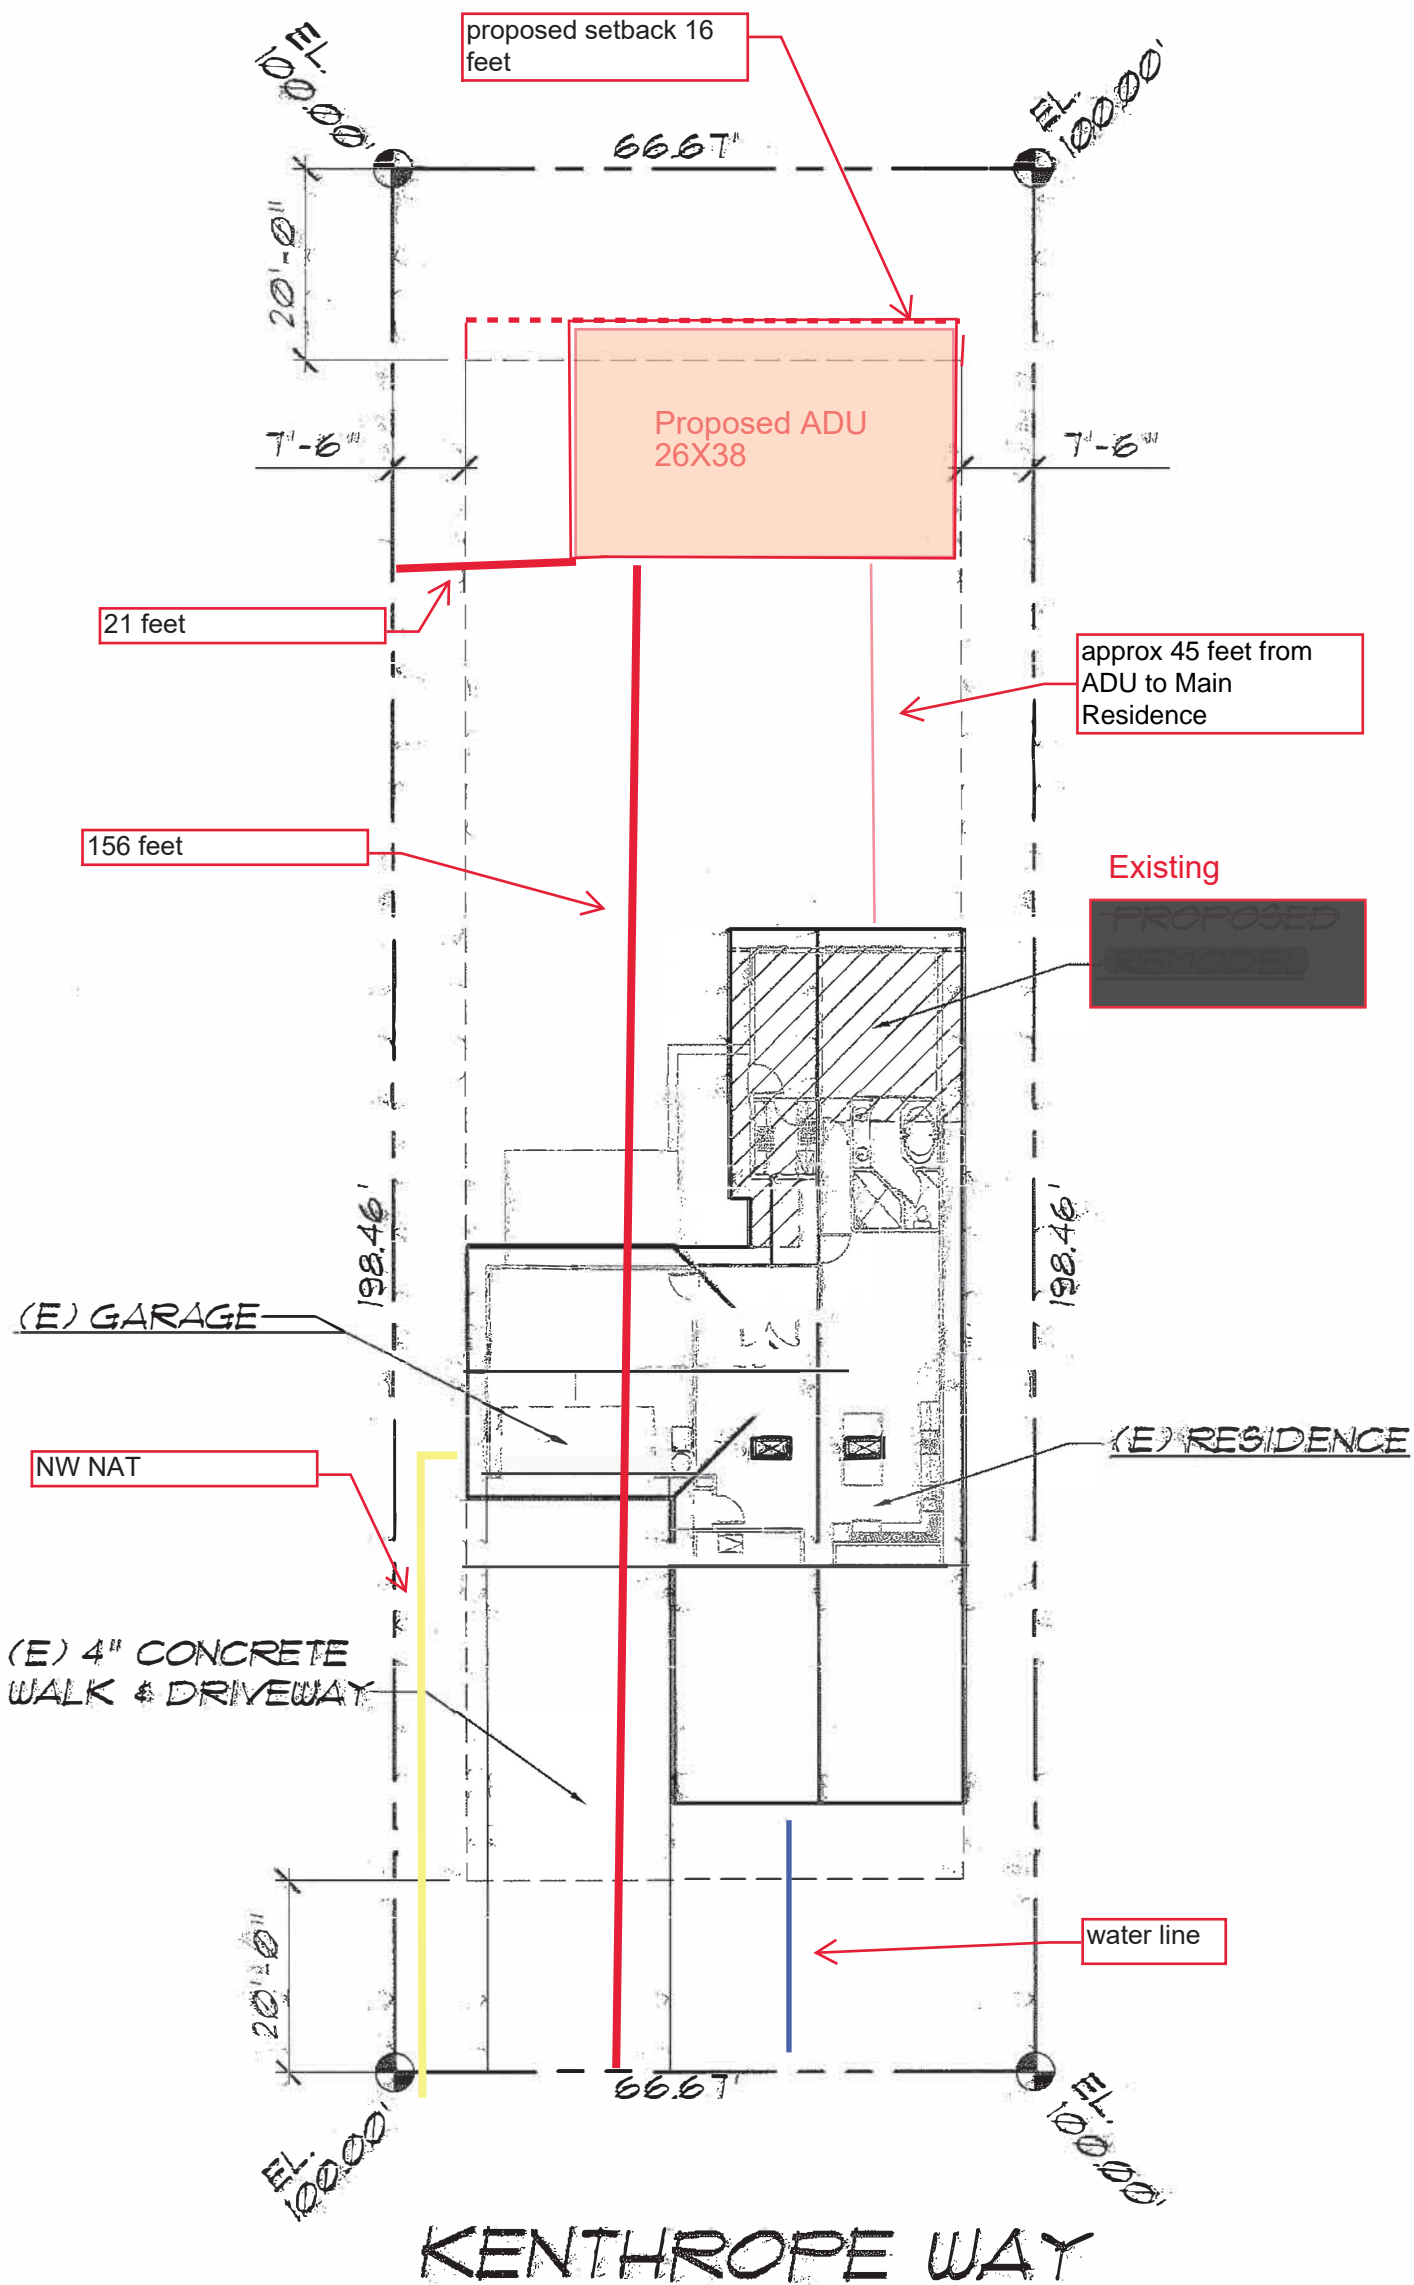 proposed setback 16
feet
EL.
100.00'
EL.
100.00'
66.67'
20'-0"
7'-6"
7'-6"
Proposed ADU
26X38
21 feet
approx 45 feet from
ADU to Main
Residence
156 feet
Existing
PROPOSED
REMODEL
198.46'
198.46'
(E) GARAGE
(E) RESIDENCE
NW NAT
(E) 4" CONCRETE
WALK & DRIVEWAY
water line
20'-0"
66.67'
EL.
100.00'
EL.
100.00'
KENTHROPE WAY